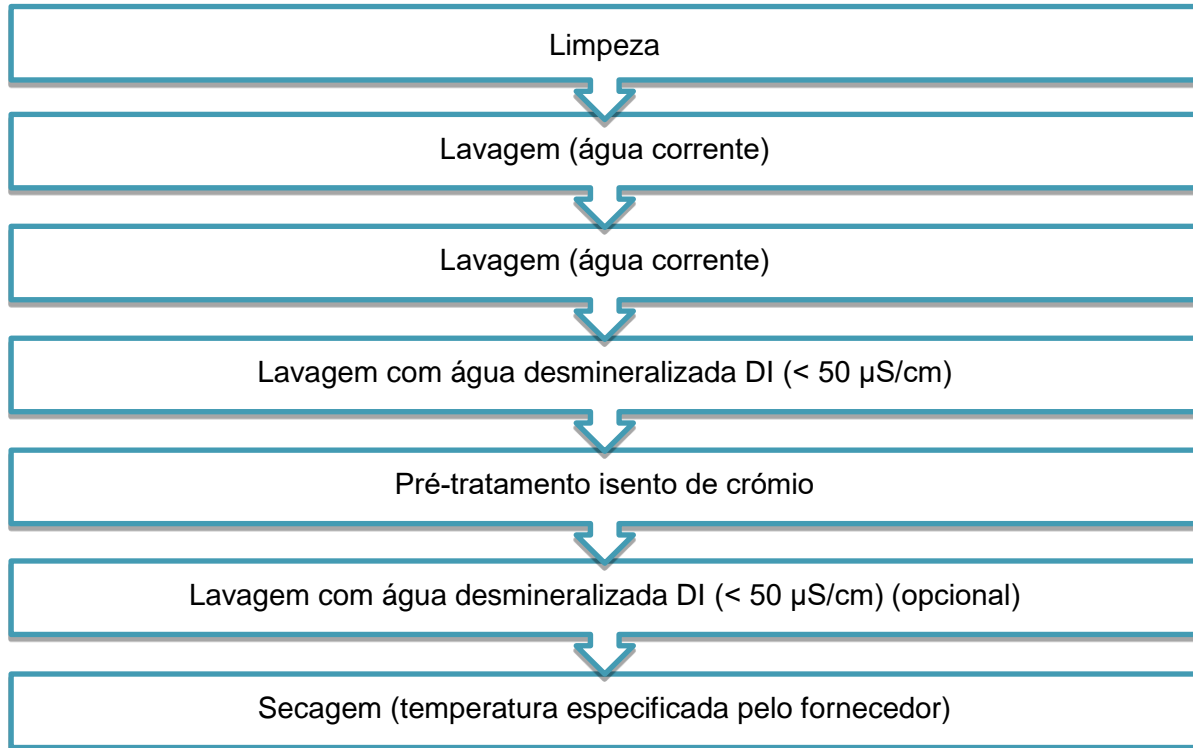 Limpeza
Lavagem (água corrente)
Lavagem (água corrente)
Lavagem com água desmineralizada DI (< 50 µS/cm)
Pré-tratamento isento de crómio
Lavagem com água desmineralizada DI (< 50 µS/cm) (opcional)
Secagem (temperatura especificada pelo fornecedor)